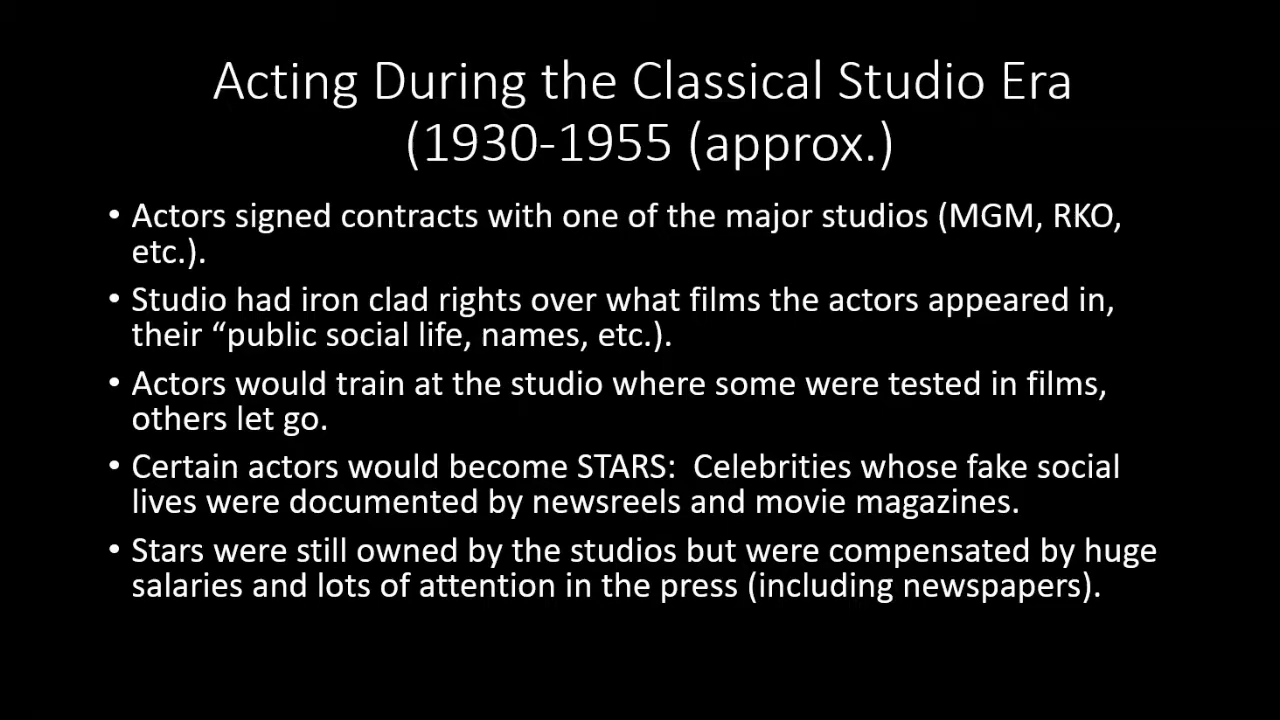 Acting During the Classical Studio Era
(1930-1955 (approx.)
• Actors signed contracts with one of the major studios (MGM, RKO,
etc.).
• Studio had iron clad rights over what films the actors appeared in,
their “public social life, names, etc.).
• Actors would train at the studio where some were tested in films,
others let go.
• Certain actors would become STARS:  Celebrities whose fake social
lives were documented by newsreels and movie magazines.
• Stars were still owned by the studios but were compensated by huge
salaries and lots of attention in the press (including newspapers).